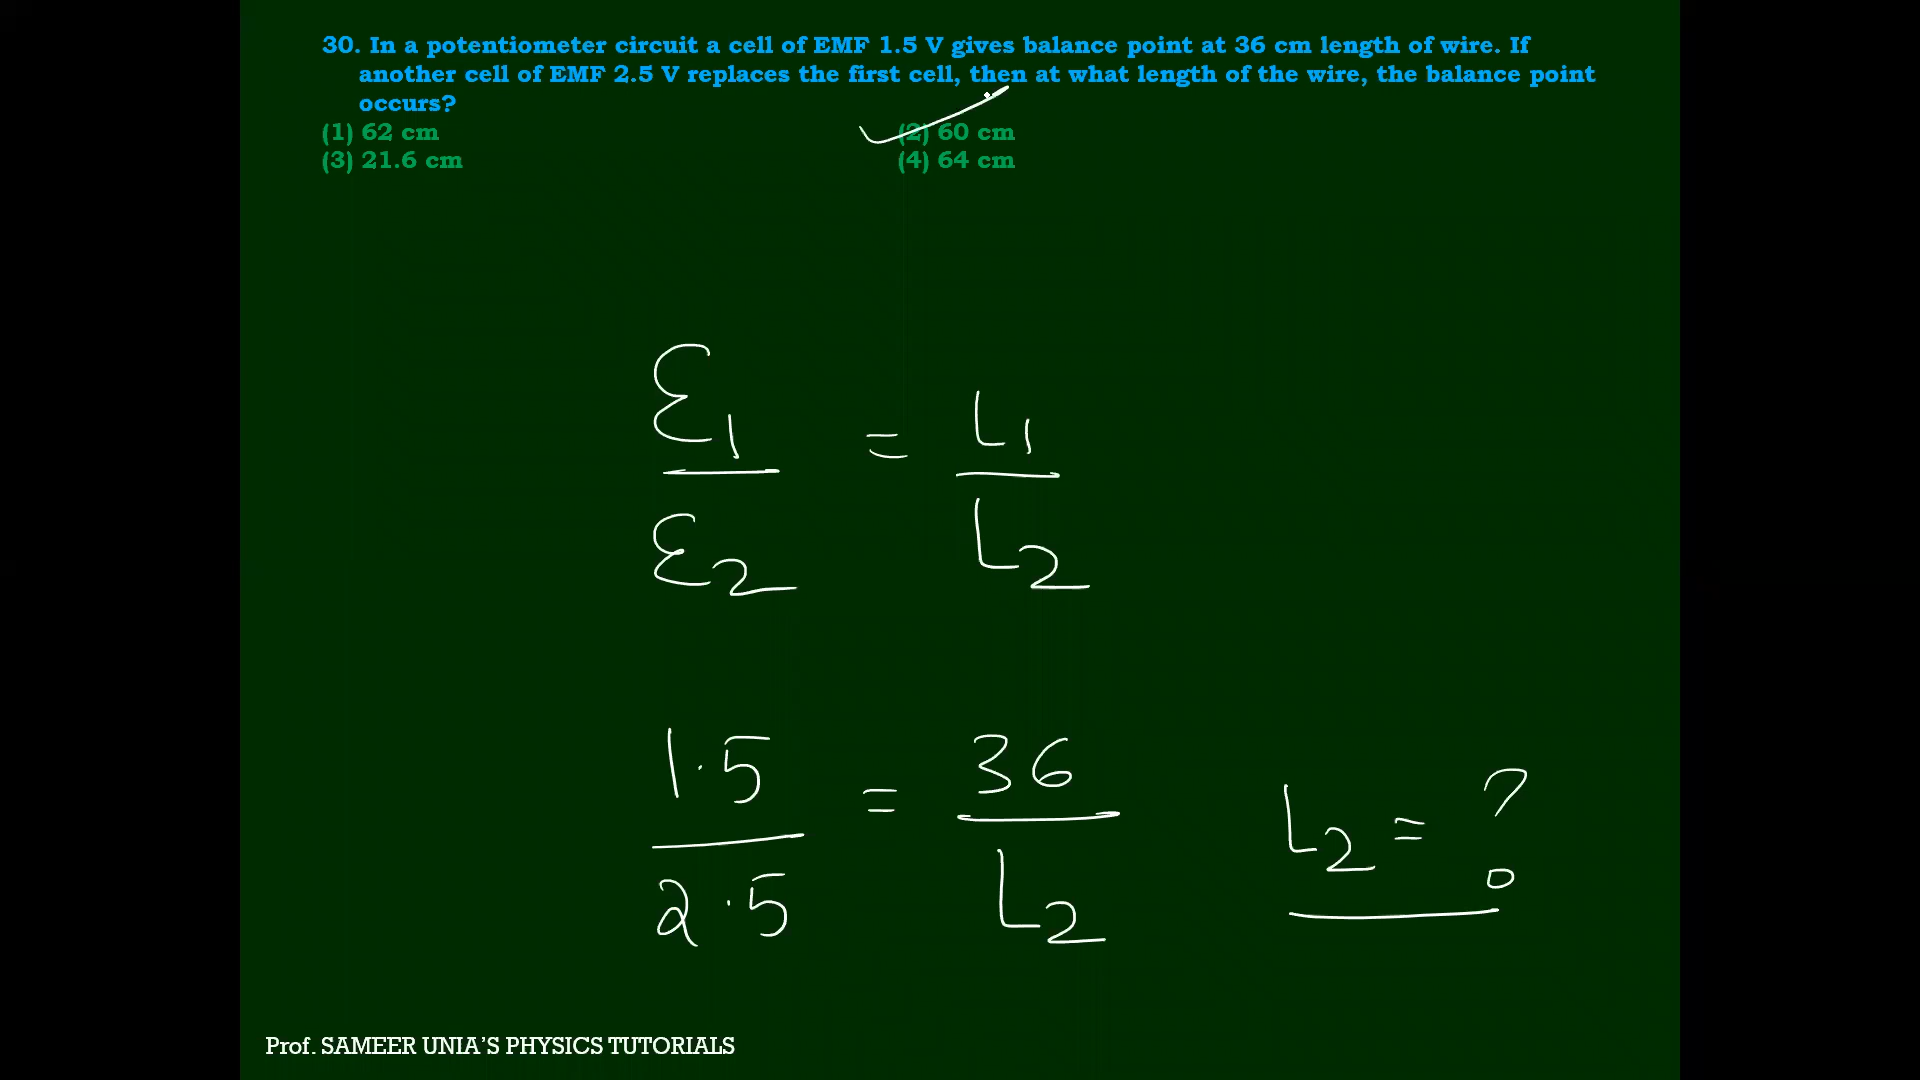 30. In a potentiometer circuit a cell of EMF 1.5 V gives balance point at 36 cm length of wire. If
another cell of EMF 2.5 V replaces the first cell, then at what length of the wire, the balance point
occurs?
(1) 62 cm (2) 60 cm
(3) 21.6 cm (4) 64 cm
Ɛ1 = L1
Ɛ2 L2
1.5 = 36
2.5 L2
L2 = ?
Prof. SAMEER UNIA'S PHYSICS TUTORIALS